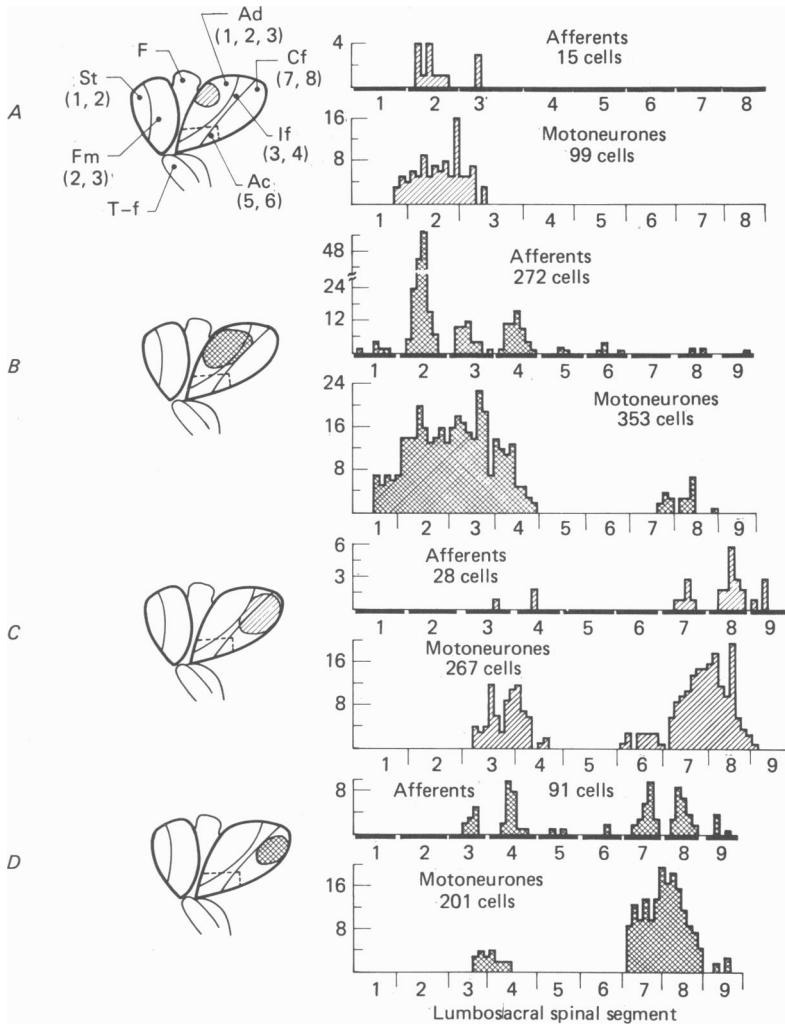 A
Ad
(1, 2, 3)
F
Cf
(7, 8)
St
(1, 2)
If
(3, 4)
Fm
(2, 3)
Ac
(5, 6)
T-f
4
Afferents
15 cells
1 2 3 4 5 6 7 8
16
8
Motoneurones
99 cells
1 2 3 4 5 6 7 8
B
48
24
12
Afferents
272 cells
1 2 3 4 5 6 7 8 9
24
16
8
Motoneurones
353 cells
1 2 3 4 5 6 7 8 9
C
6
3
Afferents
28 cells
1 2 3 4 5 6 7 8 9
16
8
Motoneurones
267 cells
1 2 3 4 5 6 7 8 9
D
8
Afferents 91 cells
1 2 3 4 5 6 7 8 9
16
8
Motoneurones
201 cells
1 2 3 4 5 6 7 8 9
Lumbosacral spinal segment